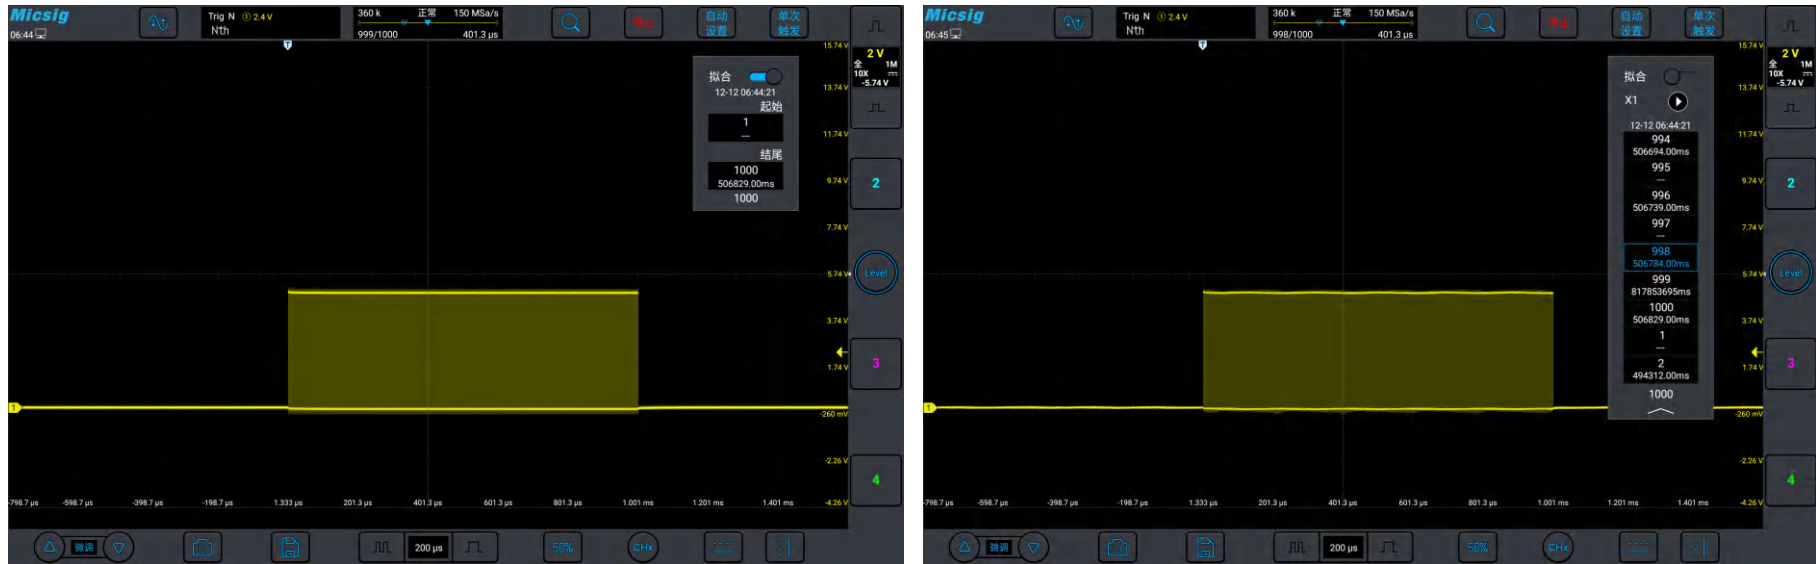 Micsig
06:44
Trig N ① 2.4 V
Nth
360 k 正常 150 MSa/s
999/1000 401.3 µs
停止
自动
设置
单次
触发
15.74 V
13.74 V
11.74 V
9.74 V
7.74 V
5.74 V
3.74 V
1.74 V
-260 mV
-2.26 V
-4.26 V
拟合
12-12 06:44:21
起始
1
---
结尾
1000
506829.00ms
1000
2 V
全 1M
10X
-5.74 V
2
Level
3
4
1
T
-798.7 µs -598.7 µs -398.7 µs -198.7 µs 1.333 µs 201.3 µs 401.3 µs 601.3 µs 801.3 µs 1.001 ms 1.201 ms 1.401 ms
微调
200 µs
50%
CHx
Micsig
06:45
Trig N ① 2.4 V
Nth
360 k 正常 150 MSa/s
998/1000 401.3 µs
停止
自动
设置
单次
触发
15.74 V
13.74 V
11.74 V
9.74 V
7.74 V
5.74 V
3.74 V
1.74 V
-260 mV
-2.26 V
-4.26 V
拟合
X1
12-12 06:44:21
994
506694.00ms
995
---
996
506739.00ms
997
---
998
506784.00ms
999
817853695ms
1000
506829.00ms
1
---
2
494312.00ms
1000
2 V
全 1M
10X
-5.74 V
2
Level
3
4
1
T
-798.7 µs -598.7 µs -398.7 µs -198.7 µs 1.333 µs 201.3 µs 401.3 µs 601.3 µs 801.3 µs 1.001 ms 1.201 ms 1.401 ms
微调
200 µs
50%
CHx